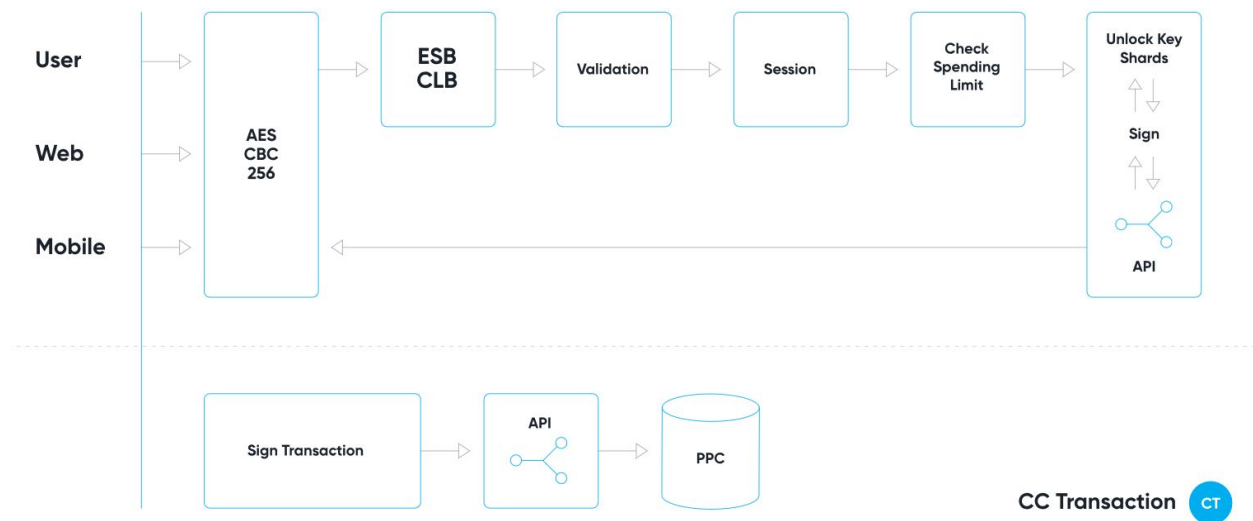 User
Web
Mobile
AES
CBC
256
ESB
CLB
Validation
Session
Check
Spending
Limit
Unlock Key
Shards
Sign
API
Sign Transaction
API
PPC
CC Transaction
CT